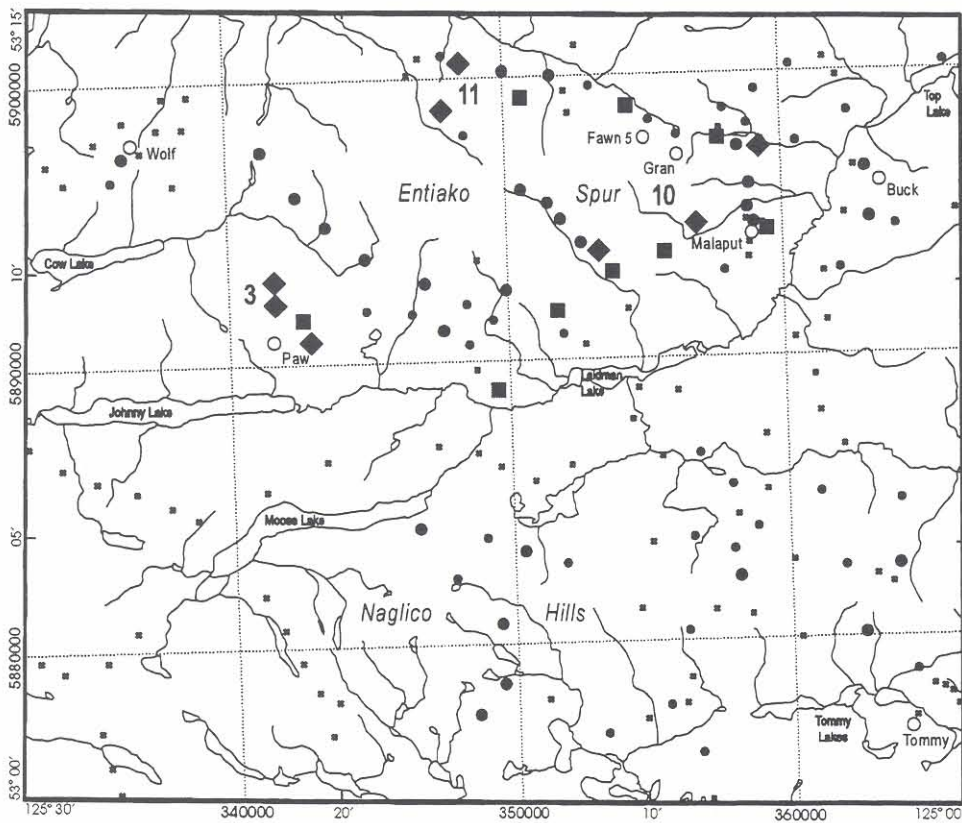 53° 15'
5900000
11
Top
Lake
Fawn 5
Wolf
Gran
Entiako Spur
10
Buck
Malaput
Cow Lake
10'
3
Paw
5890000
Laidman
Lake
Johnny Lake
Moose Lake
05'
Naglico Hills
5880000
Tommy
Lakes
Tommy
53° 00'
125° 30' 340000 20' 350000 10' 360000 125° 00'